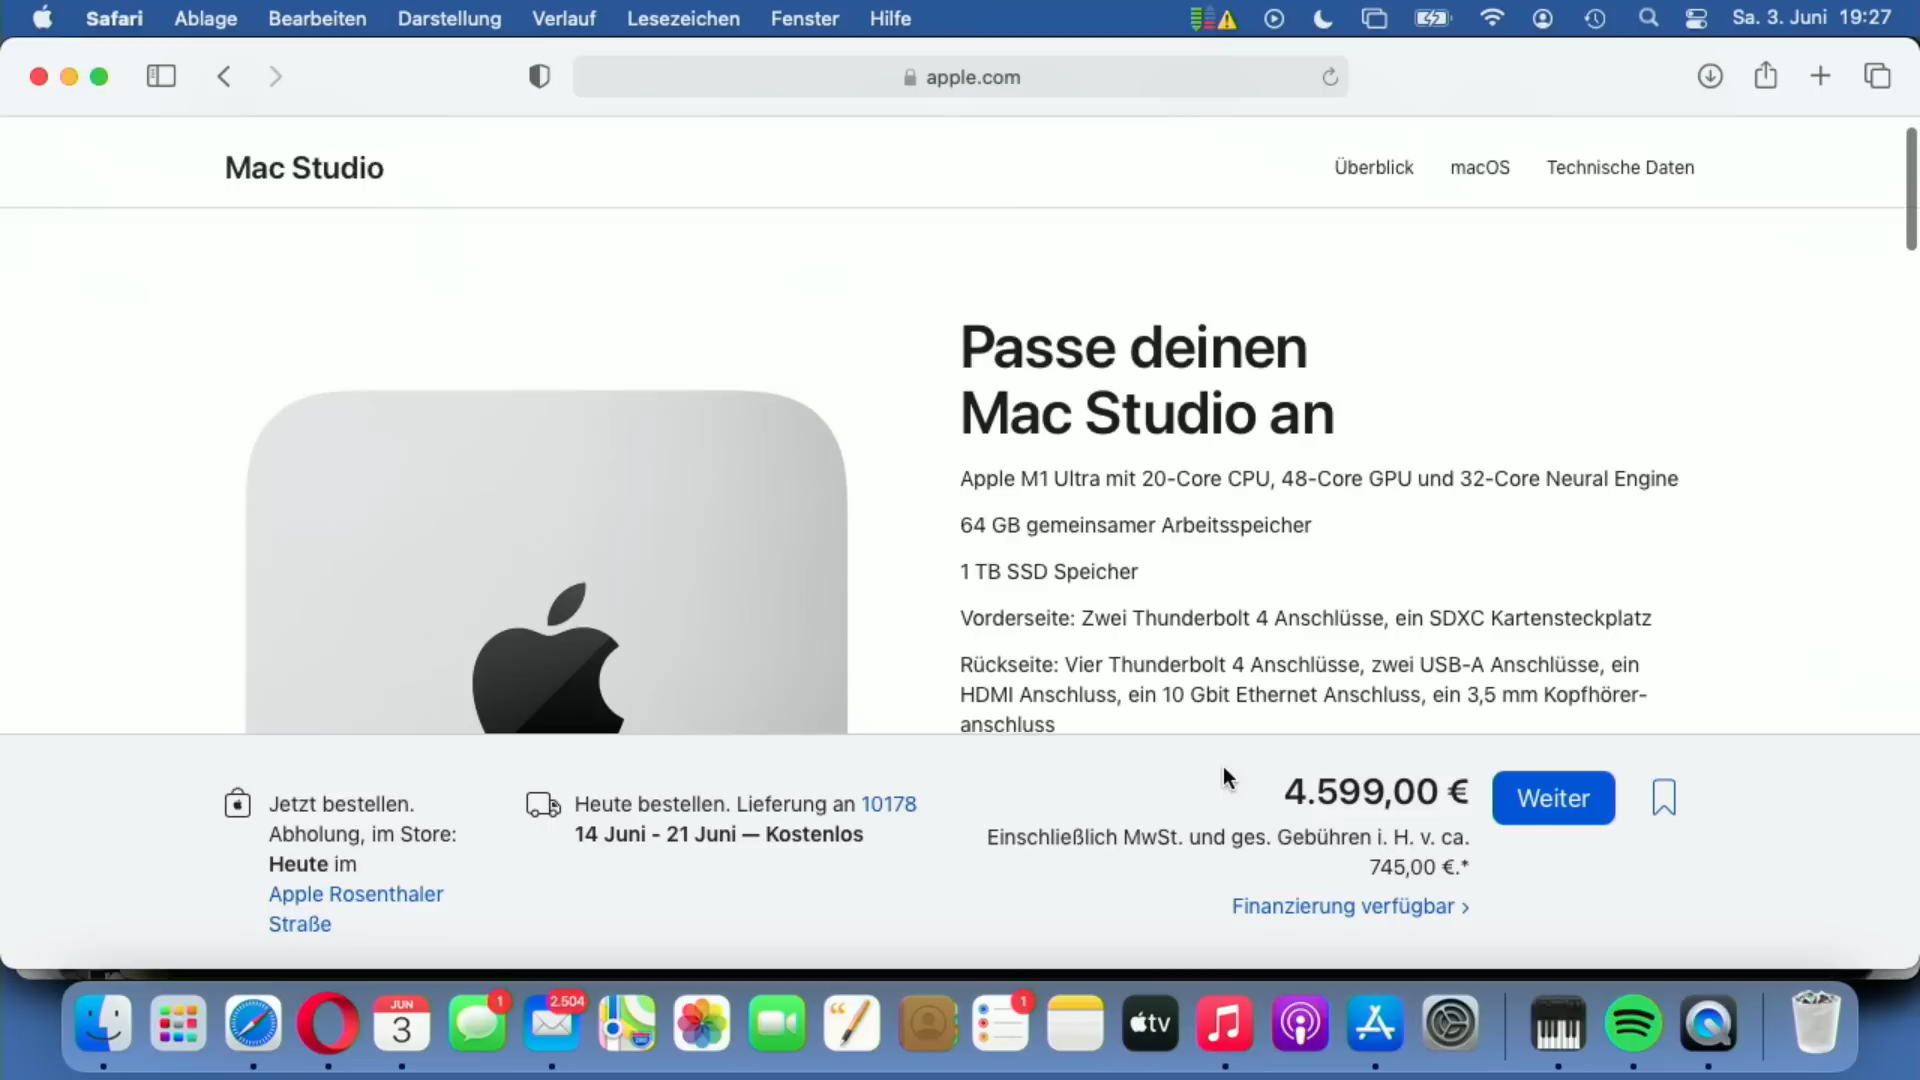 Safari Ablage Bearbeiten Darstellung Verlauf Lesezeichen Fenster Hilfe Sa. 3. Juni 19:27
apple.com
Mac Studio
Überblick macOS Technische Daten
Passe deinen
Mac Studio an
Apple M1 Ultra mit 20-Core CPU, 48-Core GPU und 32-Core Neural Engine
64 GB gemeinsamer Arbeitsspeicher
1 TB SSD Speicher
Vorderseite: Zwei Thunderbolt 4 Anschlüsse, ein SDXC Kartensteckplatz
Rückseite: Vier Thunderbolt 4 Anschlüsse, zwei USB-A Anschlüsse, ein
HDMI Anschluss, ein 10 Gbit Ethernet Anschluss, ein 3,5 mm Kopfhörer-
anschluss
Jetzt bestellen.
Abholung, im Store:
Heute im
Apple Rosenthaler
Straße
Heute bestellen. Lieferung an 10178
14 Juni - 21 Juni — Kostenlos
4.599,00 €
Einschließlich MwSt. und ges. Gebühren i. H. v. ca.
745,00 €.*
Finanzierung verfügbar ›
Weiter
JUN
3
1
2.504
1
tv